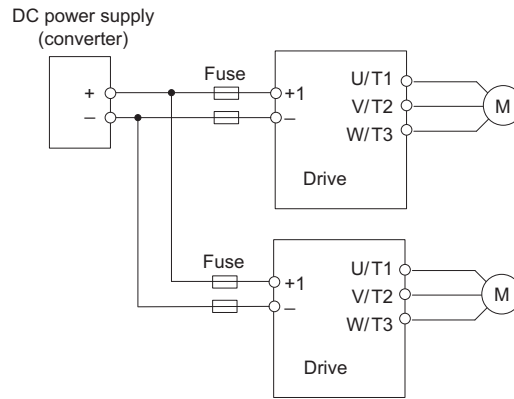 DC power supply
(converter)
+
–
Fuse
+1
–
U/T1
V/T2
W/T3
M
Drive
Fuse
+1
–
U/T1
V/T2
W/T3
M
Drive